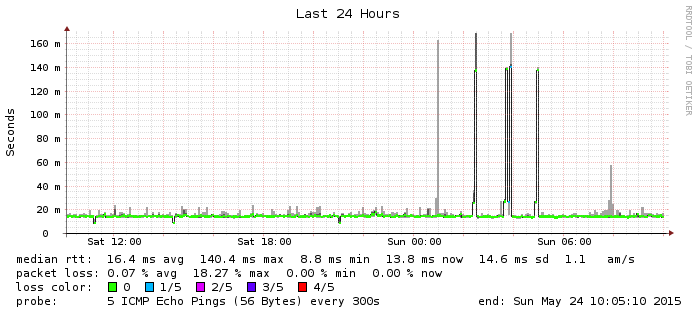 Last 24 Hours
RRDTOOL / TOBI OETIKER
Seconds
160 m
140 m
120 m
100 m
80 m
60 m
40 m
20 m
0
Sat 12:00 Sat 18:00 Sun 00:00 Sun 06:00
median rtt: 16.4 ms avg 140.4 ms max 8.8 ms min 13.8 ms now 14.6 ms sd 1.1 am/s
packet loss: 0.07 % avg 18.27 % max 0.00 % min 0.00 % now
loss color: 0 1/5 2/5 3/5 4/5
probe: 5 ICMP Echo Pings (56 Bytes) every 300s end: Sun May 24 10:05:10 2015